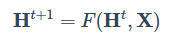 H^{t+1} = F(H^t, X)